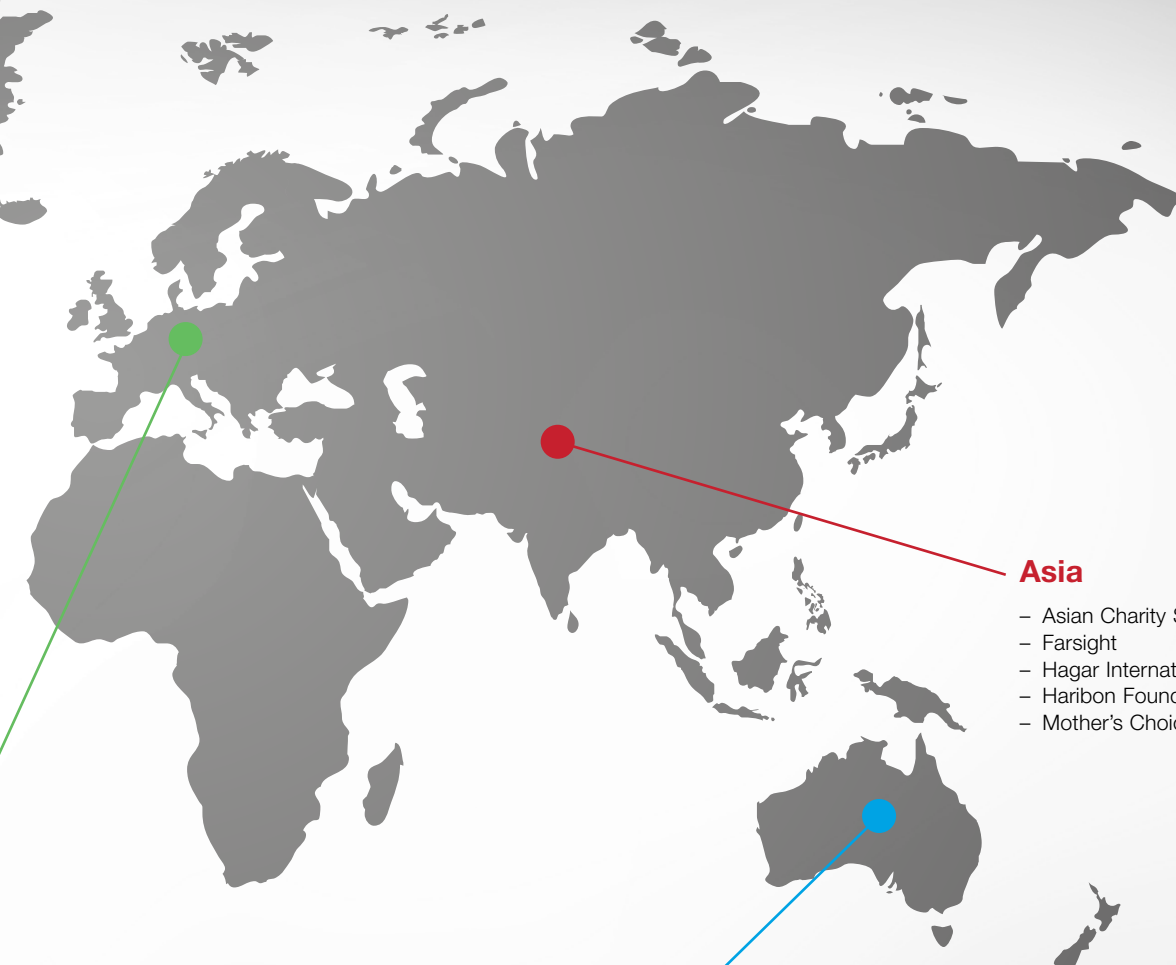 Asia
– Asian Charity
– Farsight
– Hagar
– Haribon
– Mother’s